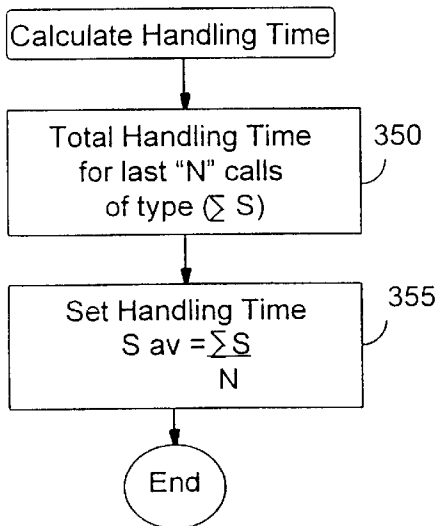 Calculate Handling Time
Total Handling Time
for last “N” calls
of type (∑ S)
350
Set Handling Time
S av = ∑S
N
355
End